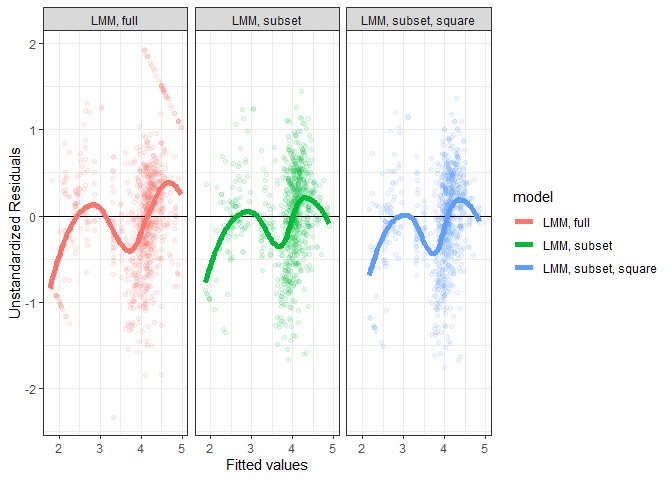 LMM, full LMM, subset LMM, subset, square
Unstandardized Residuals
2
1
0
-1
-2
2 3 4 5 2 3 4 5 2 3 4 5
Fitted values
model
LMM, full
LMM, subset
LMM, subset, square